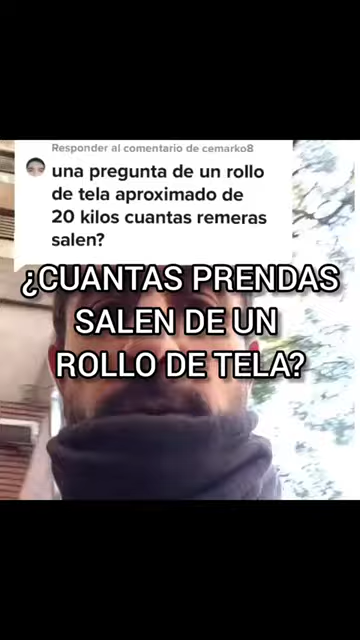 Responder al comentario de cemarko8
una pregunta de un rollo
de tela aproximado de
20 kilos cuantas remeras
salen?
¿CUANTAS PRENDAS
SALEN DE UN
ROLLO DE TELA?